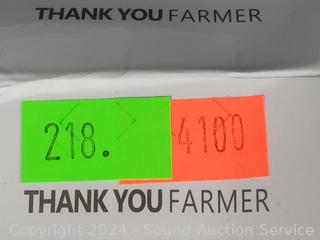 THANK YOU FARMER
218. 4100
THANK YOU FARMER
Copyright 2024 - Sound Auction Service